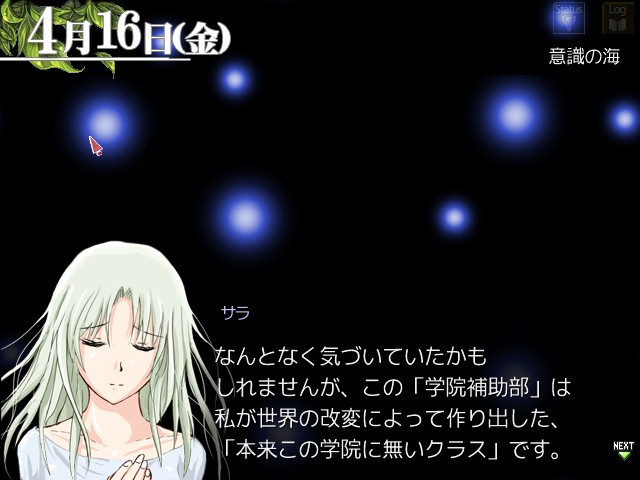 4月16日(金)
Status
Log
意識の海
サラ
なんとなく気づいていたかも
しれませんが、この「学院補助部」は
私が世界の改変によって作り出した、
「本来この学院に無いクラス」です。
NEXT